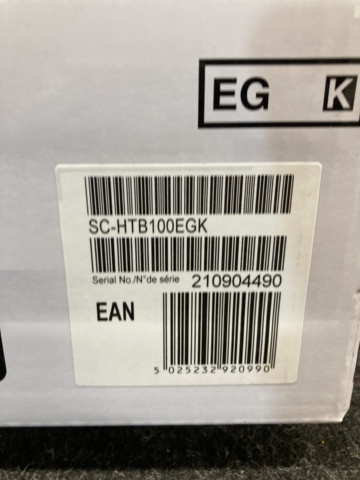 EG K
SC-HTB100EGK
Serial No./N°de série 210904490
EAN
5 025232 920990